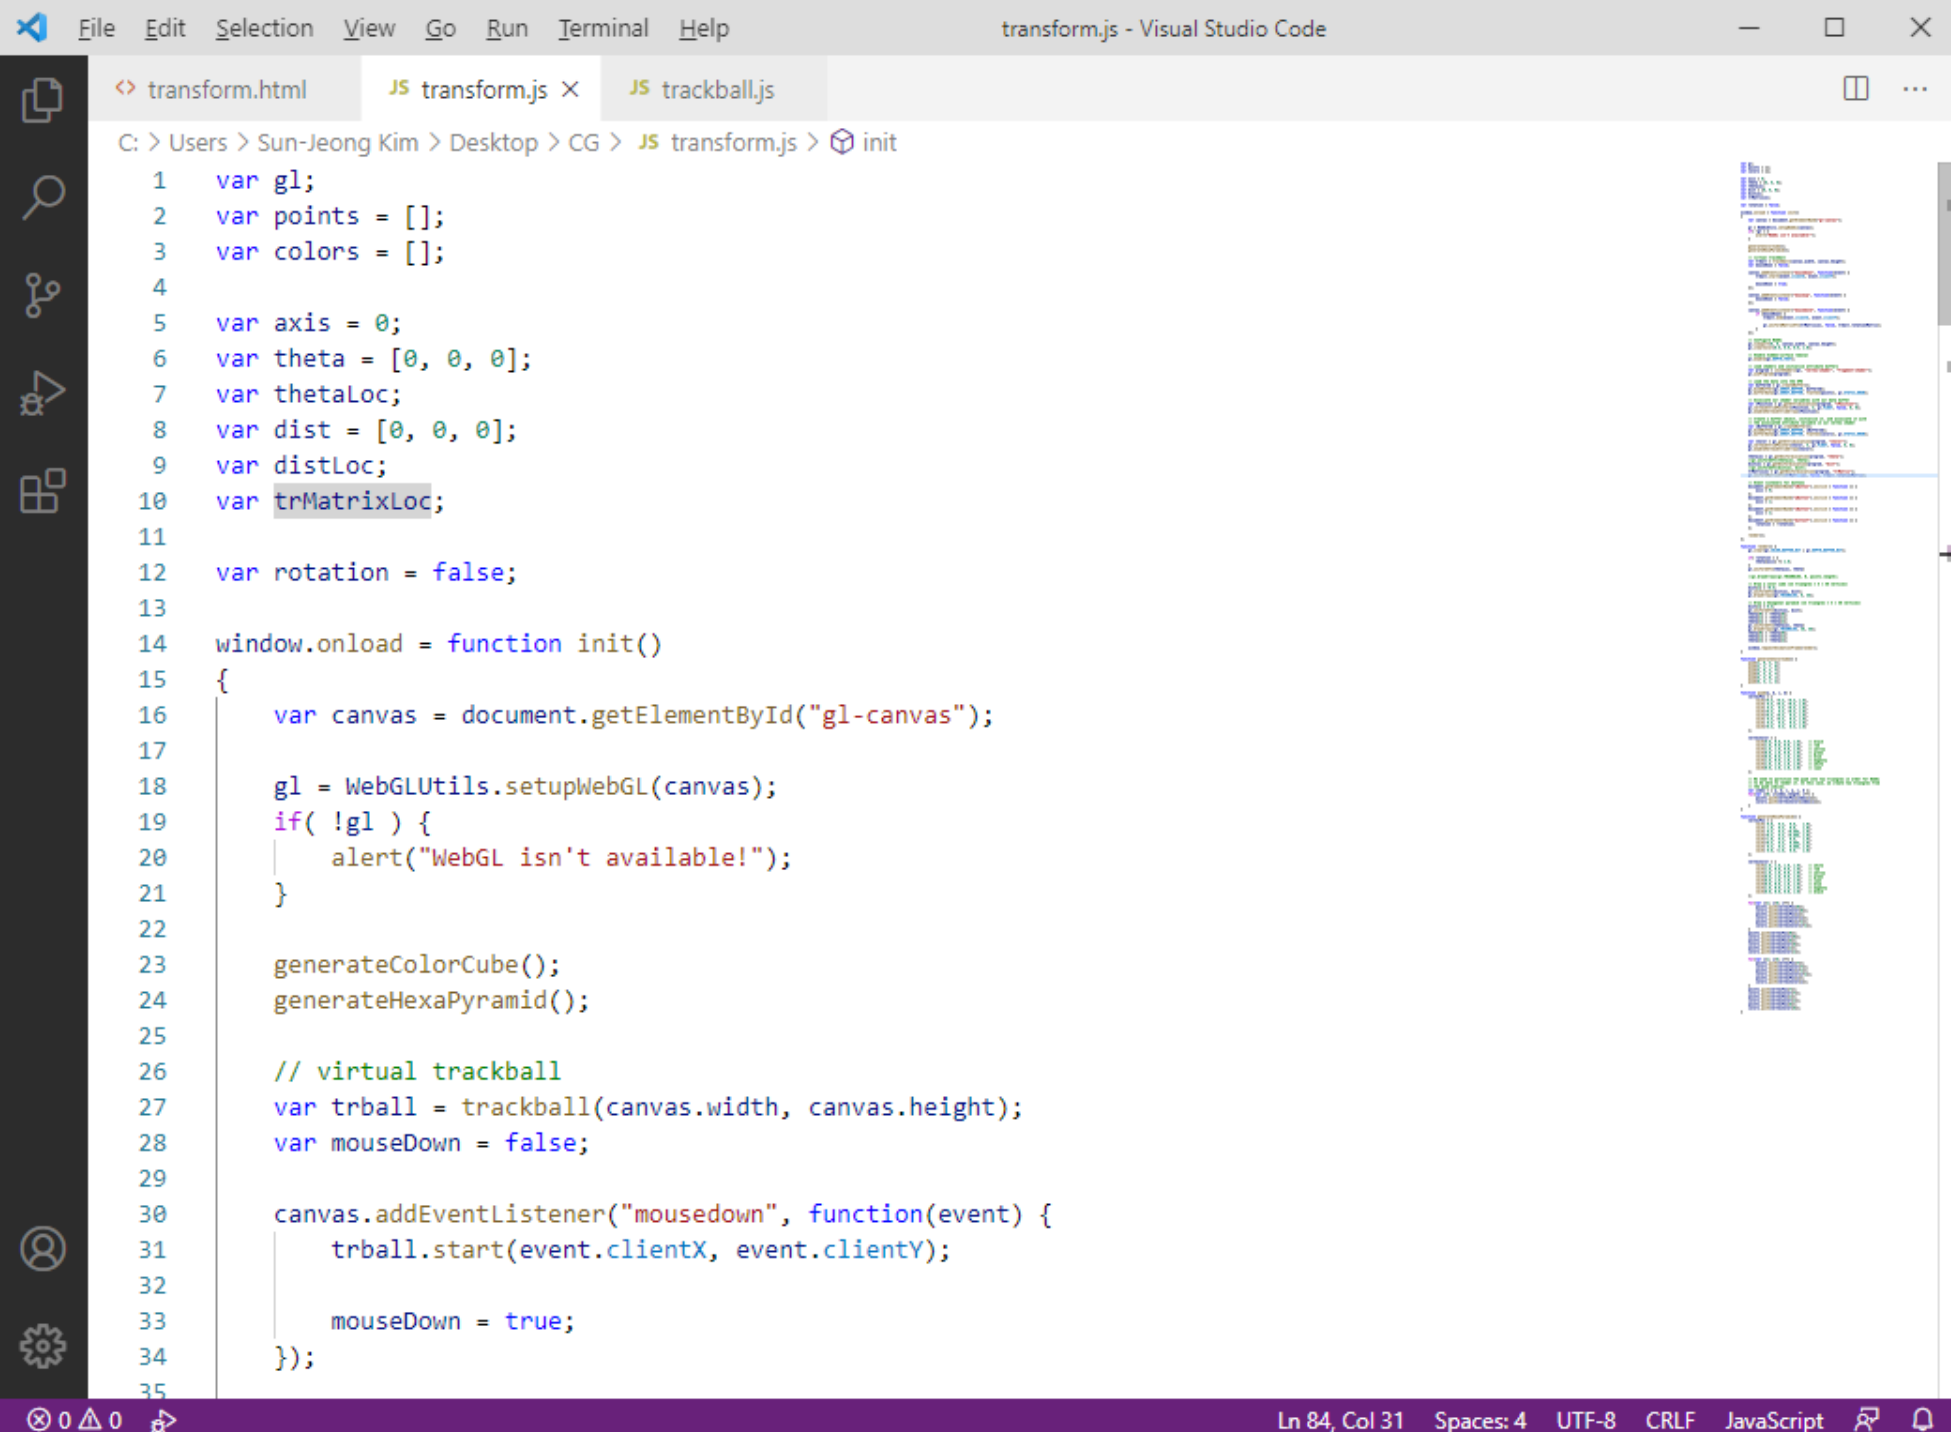 File Edit Selection View Go Run Terminal Help transform.js - Visual Studio Code
<> transform.html JS transform.js × JS trackball.js ...
C: > Users > Sun-Jeong Kim > Desktop > CG > JS transform.js > init
1 var gl;
2 var points = [];
3 var colors = [];
4
5 var axis = 0;
6 var theta = [0, 0, 0];
7 var thetaLoc;
8 var dist = [0, 0, 0];
9 var distLoc;
10 var trMatrixLoc;
11
12 var rotation = false;
13
14 window.onload = function init()
15 {
16     var canvas = document.getElementById("gl-canvas");
17
18     gl = WebGLUtils.setupWebGL(canvas);
19     if( !gl ) {
20         alert("WebGL isn't available!");
21     }
22
23     generateColorCube();
24     generateHexaPyramid();
25
26     // virtual trackball
27     var trball = trackball(canvas.width, canvas.height);
28     var mouseDown = false;
29
30     canvas.addEventListener("mousedown", function(event) {
31         trball.start(event.clientX, event.clientY);
32
33         mouseDown = true;
34     });
35
0 0 Ln 84, Col 31 Spaces: 4 UTF-8 CRLF JavaScript